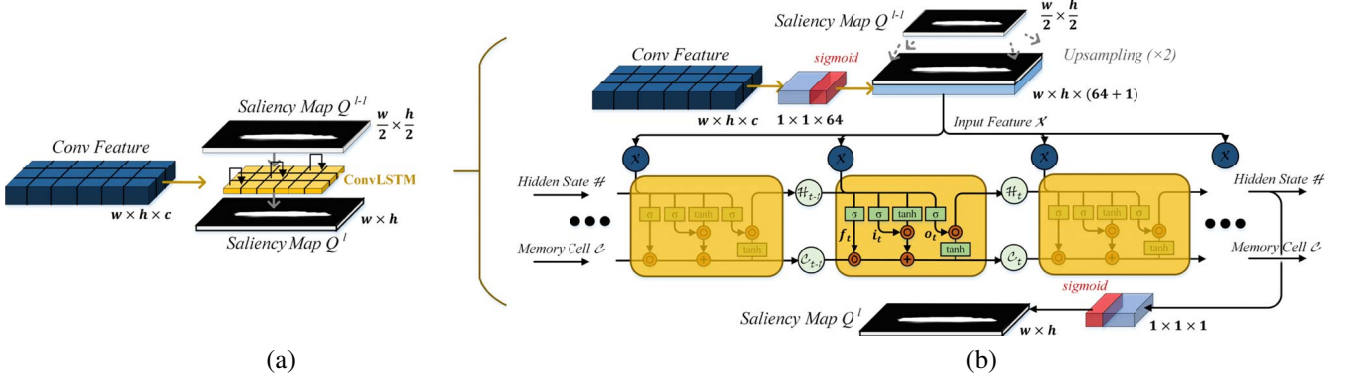 Saliency Map Q^{l-1}
w/2 × h/2
Conv Feature
ConvLSTM
w × h × c
w × h
Saliency Map Q^l
(a)
Saliency Map Q^{l-1}
w/2 × h/2
Conv Feature
sigmoid
Upsampling (×2)
w × h × c
1 × 1 × 64
w × h × (64 + 1)
Input Feature X
X
X
X
X
Hidden State H
σ
σ
tanh
σ
tanh
H_{t-1}
σ
σ
tanh
σ
f_t
i_t
o_t
tanh
H_t
σ
σ
tanh
σ
tanh
Hidden State H
Memory Cell C
C_{t-1}
C_t
Memory Cell C
sigmoid
Saliency Map Q^l
w × h
1 × 1 × 1
(b)